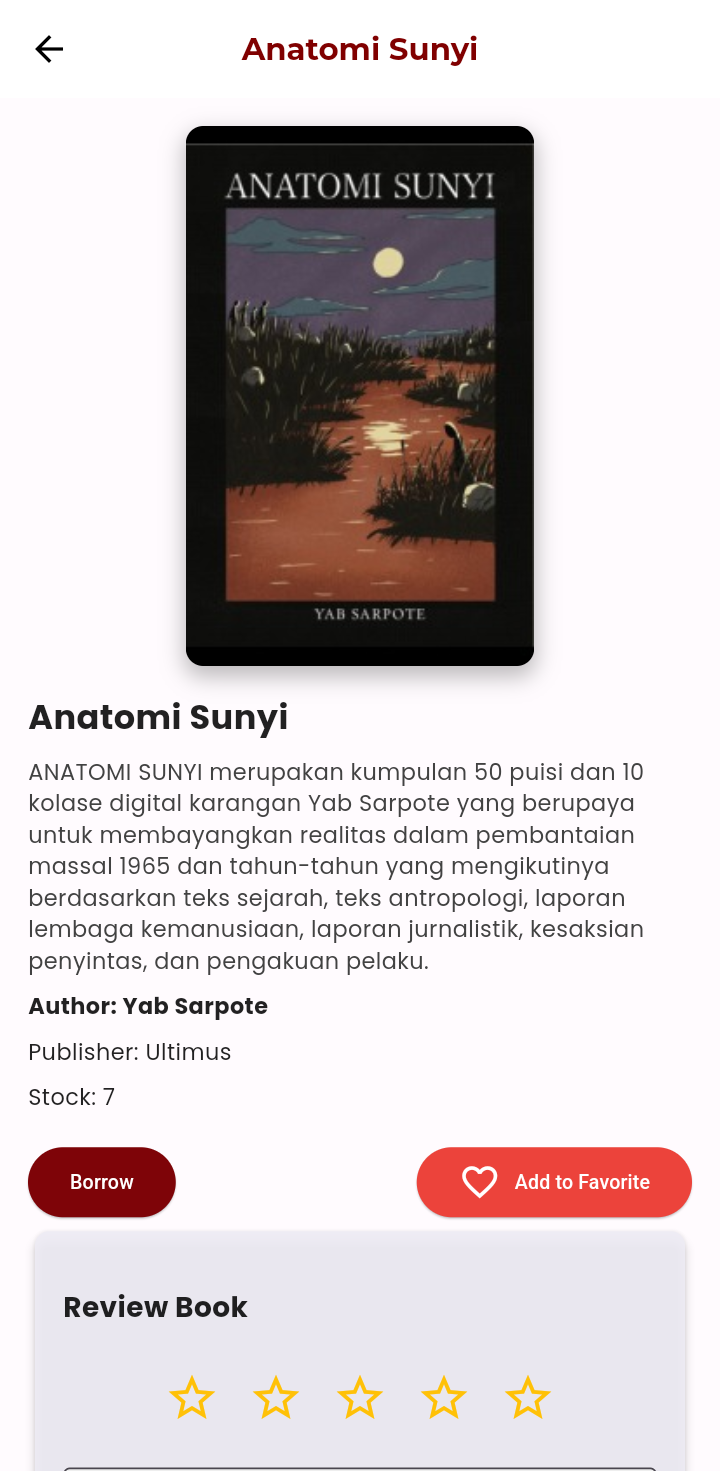 Anatomi Sunyi
ANATOMI SUNYI
YAB SARPOTE
Anatomi Sunyi
ANATOMI SUNYI merupakan kumpulan 50 puisi dan 10
kolase digital karangan Yab Sarpote yang berupaya
untuk membayangkan realitas dalam pembantaian
massal 1965 dan tahun-tahun yang mengikutinya
berdasarkan teks sejarah, teks antropologi, laporan
lembaga kemanusiaan, laporan jurnalistik, kesaksian
penyintas, dan pengakuan pelaku.
Author: Yab Sarpote
Publisher: Ultimus
Stock: 7
Borrow
Add to Favorite
Review Book